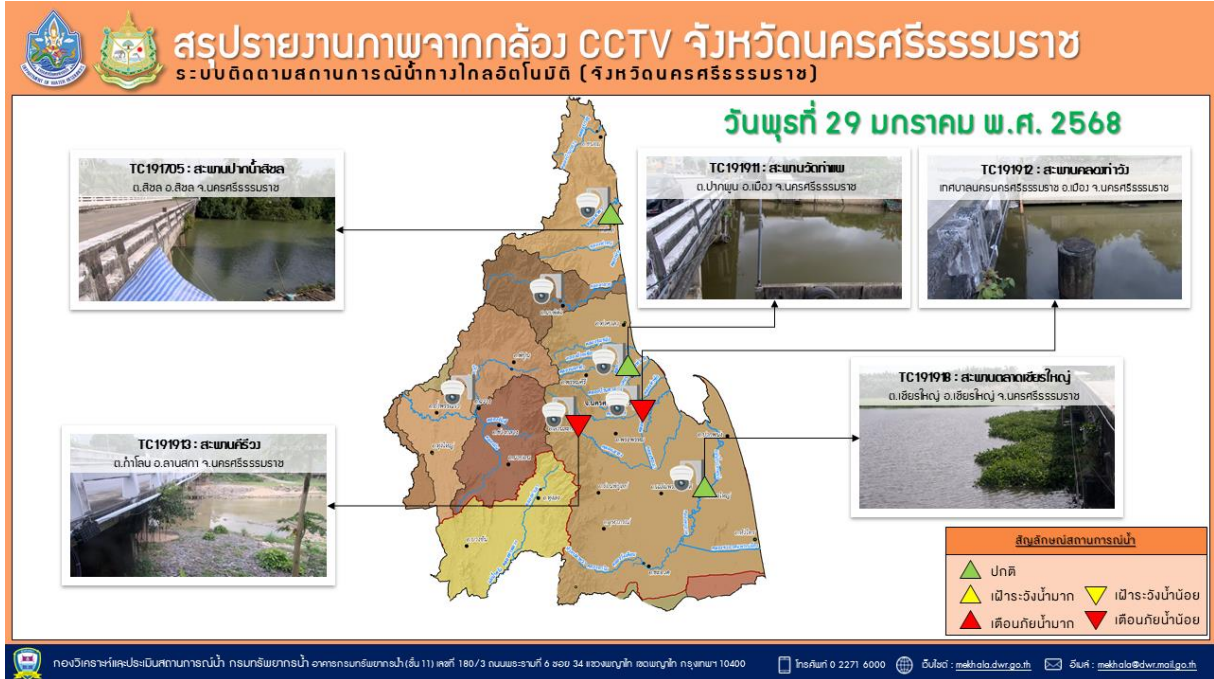 สรุปรายงานภาพจากกล้อง CCTV จังหวัดนครศรีธรรมราช
ระบบติดตามสถานการณ์น้ำทางไกลอัตโนมัติ (จังหวัดนครศรีธรรมราช)
วันพุธที่ 29 มกราคม พ.ศ. 2568
TC191705 : สะพานปากน้ำสิชล
ต.สิชล อ.สิชล จ.นครศรีธรรมราช
TC191911 : สะพานวัดท่าแพ
ต.ปากพูน อ.เมือง จ.นครศรีธรรมราช
TC191912 : สะพานคลองท่าวัง
เทศบาลนครนครศรีธรรมราช อ.เมือง จ.นครศรีธรรมราช
TC191918 : สะพานตลาดเชียรใหญ่
ต.เชียรใหญ่ อ.เชียรใหญ่ จ.นครศรีธรรมราช
TC191913 : สะพานคีรีวง
ต.กำโลน อ.ลานสกา จ.นครศรีธรรมราช
สัญลักษณ์สถานการณ์น้ำ
ปกติ
เฝ้าระวังน้ำมาก เฝ้าระวังน้ำน้อย
เตือนภัยน้ำมาก เตือนภัยน้ำน้อย
กองวิเคราะห์และประเมินสถานการณ์น้ำ กรมทรัพยากรน้ำ อาคารกรมทรัพยากรน้ำ (ชั้น 11) เลขที่ 180/3 ถนนพระรามที่ 6 ซอย 34 แขวงพญาไท เขตพญาไท กรุงเทพฯ 10400 โทรศัพท์ 0 2271 6000 เว็บไซต์ : mekhala.dwr.go.th อีเมล์ : mekhala@dwr.mail.go.th